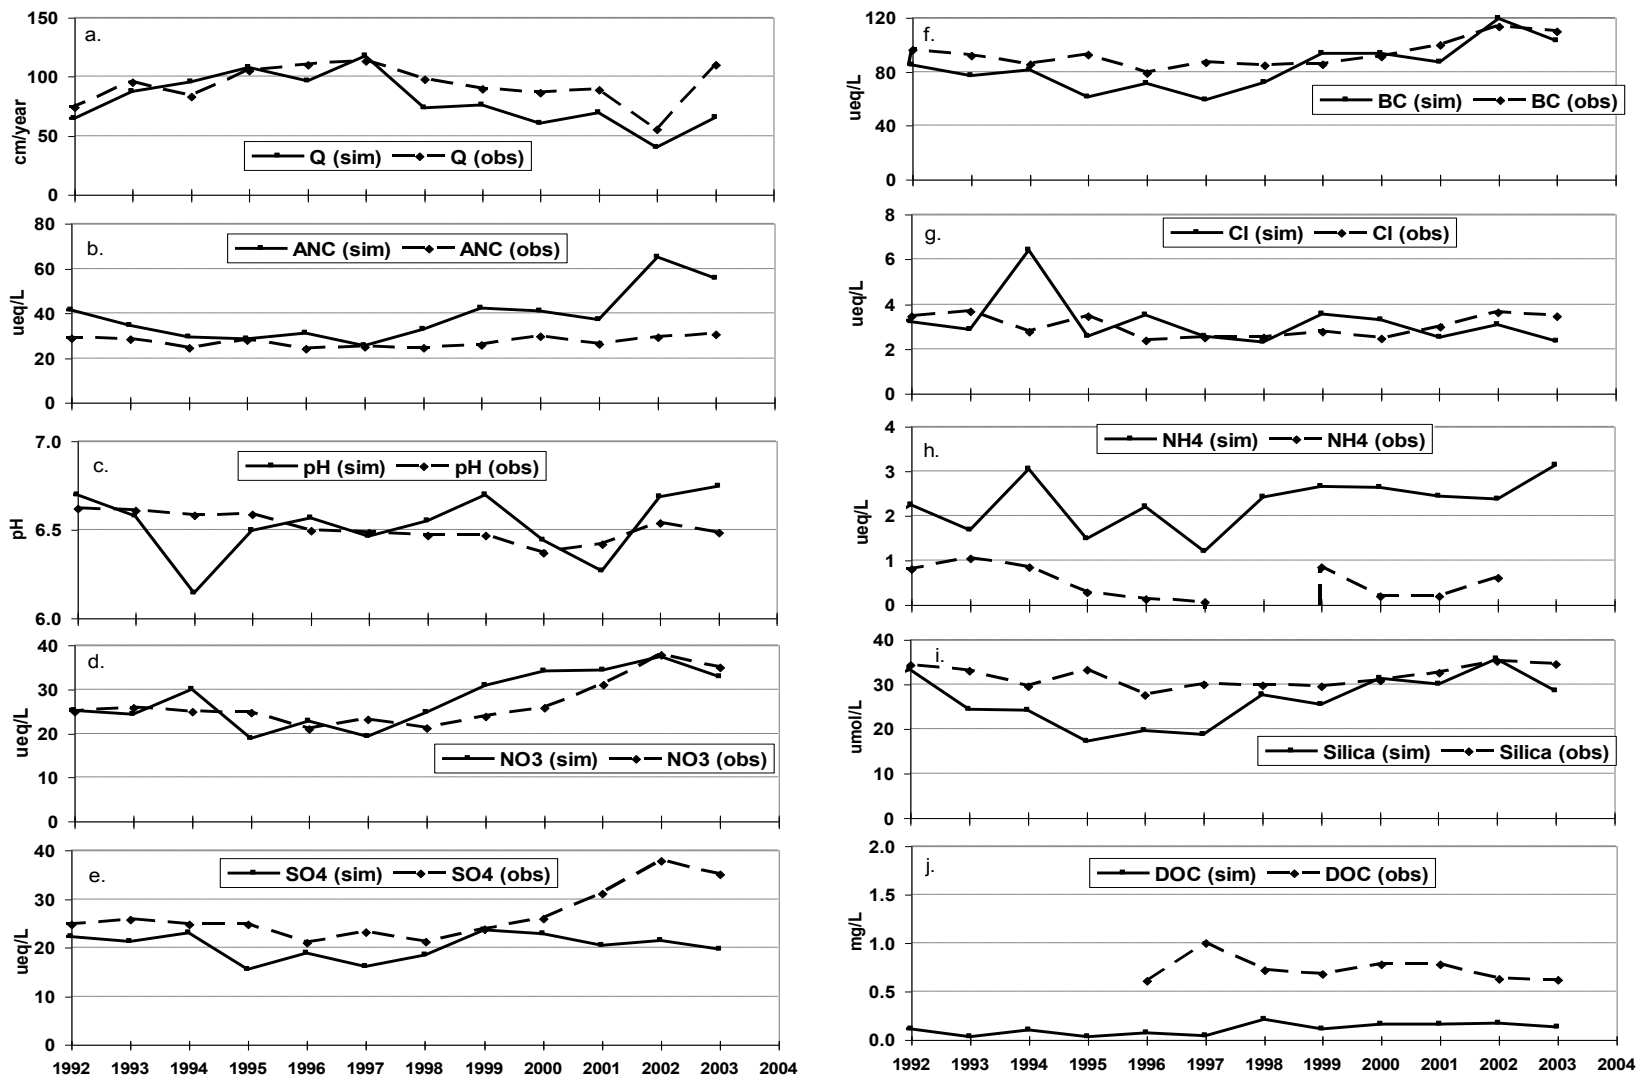 a.
150
100
50
0
cm/year
Q (sim) Q (obs)
b.
80
60
40
20
0
ueq/L
ANC (sim) ANC (obs)
c.
7.0
6.5
6.0
pH
pH (sim) pH (obs)
d.
40
30
20
10
0
ueq/L
NO3 (sim) NO3 (obs)
e.
40
30
20
10
0
ueq/L
SO4 (sim) SO4 (obs)
1992 1993 1994 1995 1996 1997 1998 1999 2000 2001 2002 2003 2004
f.
120
80
40
0
ueq/L
BC (sim) BC (obs)
g.
8
6
4
2
0
ueq/L
Cl (sim) Cl (obs)
h.
4
3
2
1
0
ueq/L
NH4 (sim) NH4 (obs)
i.
40
30
20
10
0
umol/L
Silica (sim) Silica (obs)
j.
2.0
1.5
1.0
0.5
0.0
mg/L
DOC (sim) DOC (obs)
1992 1993 1994 1995 1996 1997 1998 1999 2000 2001 2002 2003 2004